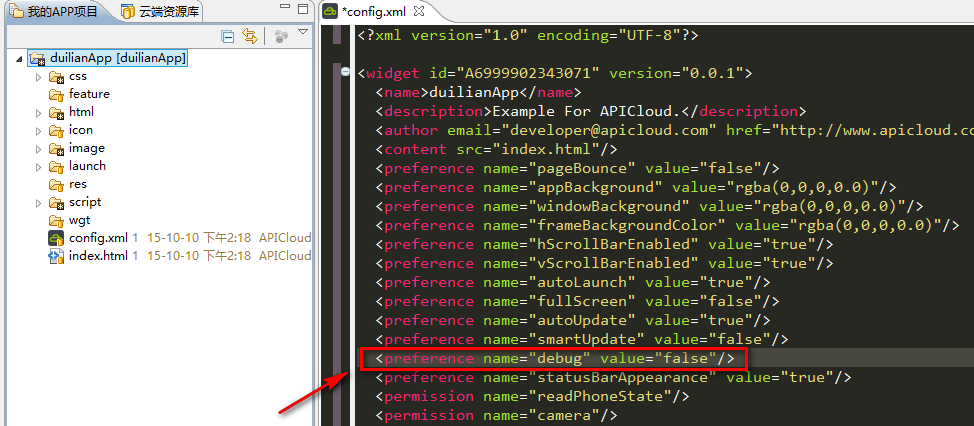 我的APP项目
云端资源库
duilianApp [duilianApp]
css
feature
html
icon
image
launch
res
script
wgt
config.xml 1 15-10-10 下午2:18 APICloud
index.html 1 15-10-10 下午2:18 APICloud
*config.xml
<?xml version="1.0" encoding="UTF-8"?>
<widget id="A6999902343071" version="0.0.1">
<name>duilianApp</name>
<description>Example For APICloud.</description>
<author email="developer@apicloud.com" href="http://www.apicloud.c
<content src="index.html"/>
<preference name="pageBounce" value="false"/>
<preference name="appBackground" value="rgba(0,0,0,0.0)"/>
<preference name="windowBackground" value="rgba(0,0,0,0.0)"/>
<preference name="frameBackgroundColor" value="rgba(0,0,0,0.0)"/>
<preference name="hScrollBarEnabled" value="true"/>
<preference name="vScrollBarEnabled" value="true"/>
<preference name="autoLaunch" value="true"/>
<preference name="fullScreen" value="false"/>
<preference name="autoUpdate" value="true"/>
<preference name="smartUpdate" value="false"/>
<preference name="debug" value="false"/>
<preference name="statusBarAppearance" value="true"/>
<permission name="readPhoneState"/>
<permission name="camera"/>